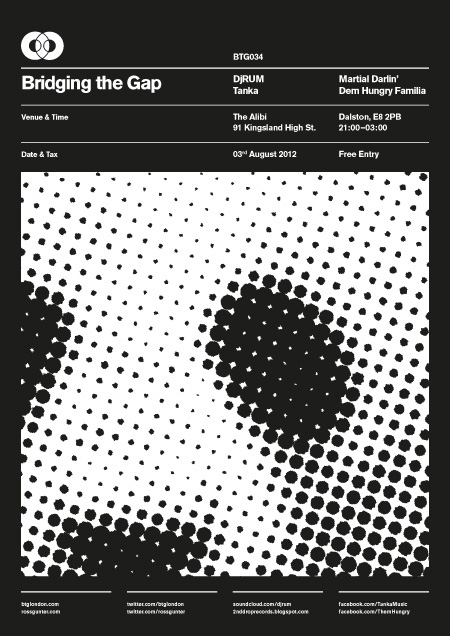 BTG034
Bridging the Gap
DjRUM
Tanka
Martial Darlin'
Dem Hungry Familia
Venue & Time
The Alibi
91 Kingsland High St.
Dalston, E8 2PB
21:00–03:00
Date & Tax
03rd August 2012
Free Entry
btglondon.com
rossgunter.com
twitter.com/btglondon
twitter.com/rossgunter
soundcloud.com/djrum
2nddroprecords.blogspot.com
facebook.com/TankaMusic
facebook.com/ThemHungry